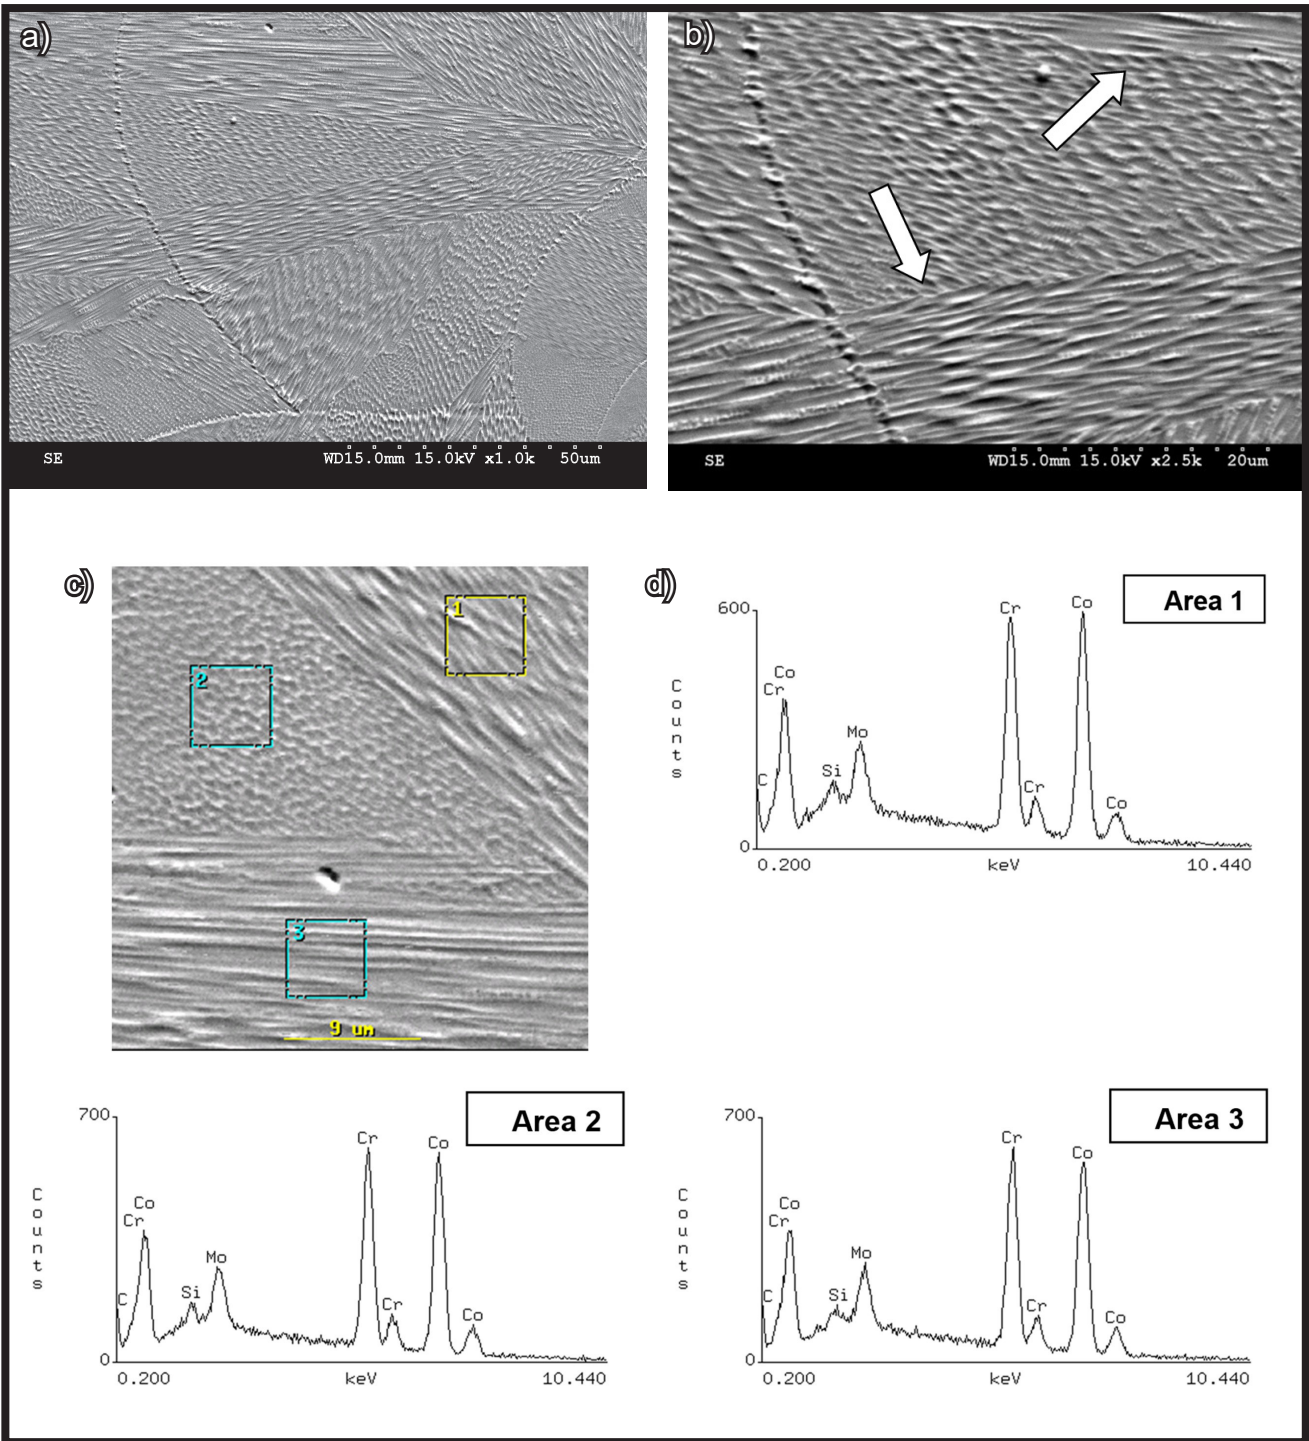 a)
SE WD15.0mm 15.0kV x1.0k 50um
b)
SE WD15.0mm 15.0kV x2.5k 20um
c)
1
2
3
9 um
d)
Area 1
600
Counts
C
Cr
Co
Si
Mo
Cr
Cr
Co
Co
0
0.200 keV 10.440
Area 2
700
Counts
C
Cr
Co
Si
Mo
Cr
Cr
Co
Co
0
0.200 keV 10.440
Area 3
700
Counts
C
Cr
Co
Si
Mo
Cr
Cr
Co
Co
0
0.200 keV 10.440